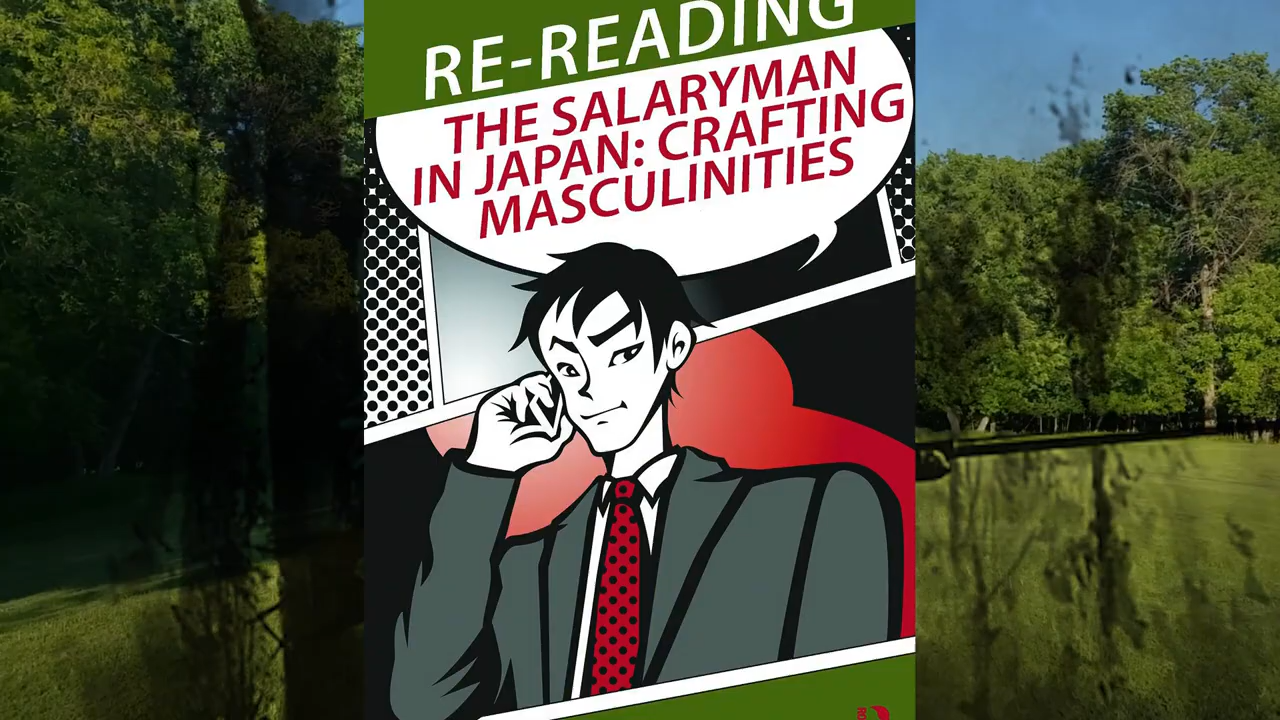 RE-READING
THE SALARYMAN
IN JAPAN: CRAFTING
MASCULINITIES